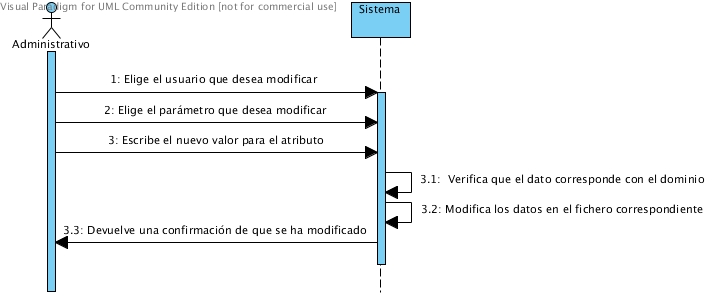 Visual Paradigm for UML Community Edition [not for commercial use]
Sistema
Administrativo
1: Elige el usuario que desea modificar
2: Elige el parámetro que desea modificar
3: Escribe el nuevo valor para el atributo
3.1:  Verifica que el dato corresponde con el dominio
3.2: Modifica los datos en el fichero correspondiente
3.3: Devuelve una confirmación de que se ha modificado